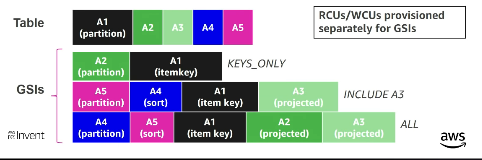 Table
A1 (partition)
A2
A3
A4
A5
RCUs/WCUs provisioned
separately for GSIs
GSIs
A2 (partition)
A1 (itemkey)
KEYS_ONLY
A5 (partition)
A4 (sort)
A1 (item key)
A3 (projected)
INCLUDE A3
A4 (partition)
A5 (sort)
A1 (item key)
A2 (projected)
A3 (projected)
ALL
re:Invent
aws